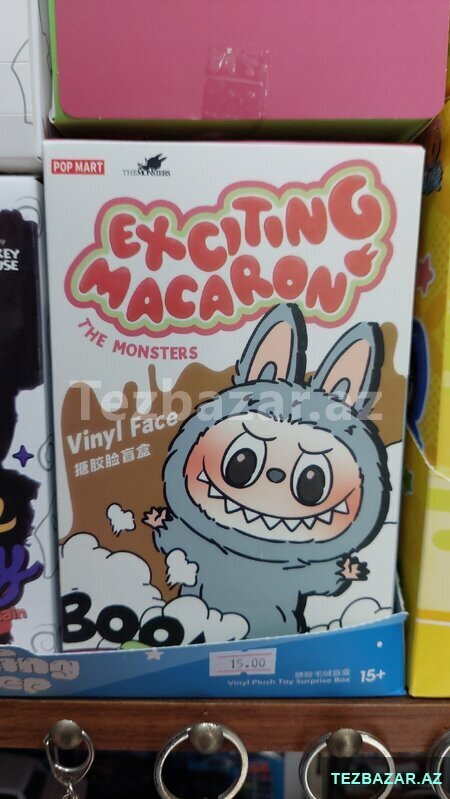 POP MART
THE MONSTERS
EXCITING
MACARON
THE MONSTERS
Tezbazar.az
Vinyl Face
搪胶脸盲盒
BOO
15.00
搪胶毛绒盲盒
Vinyl Plush Toy Surprise Box
15+
TEZBAZAR.AZ